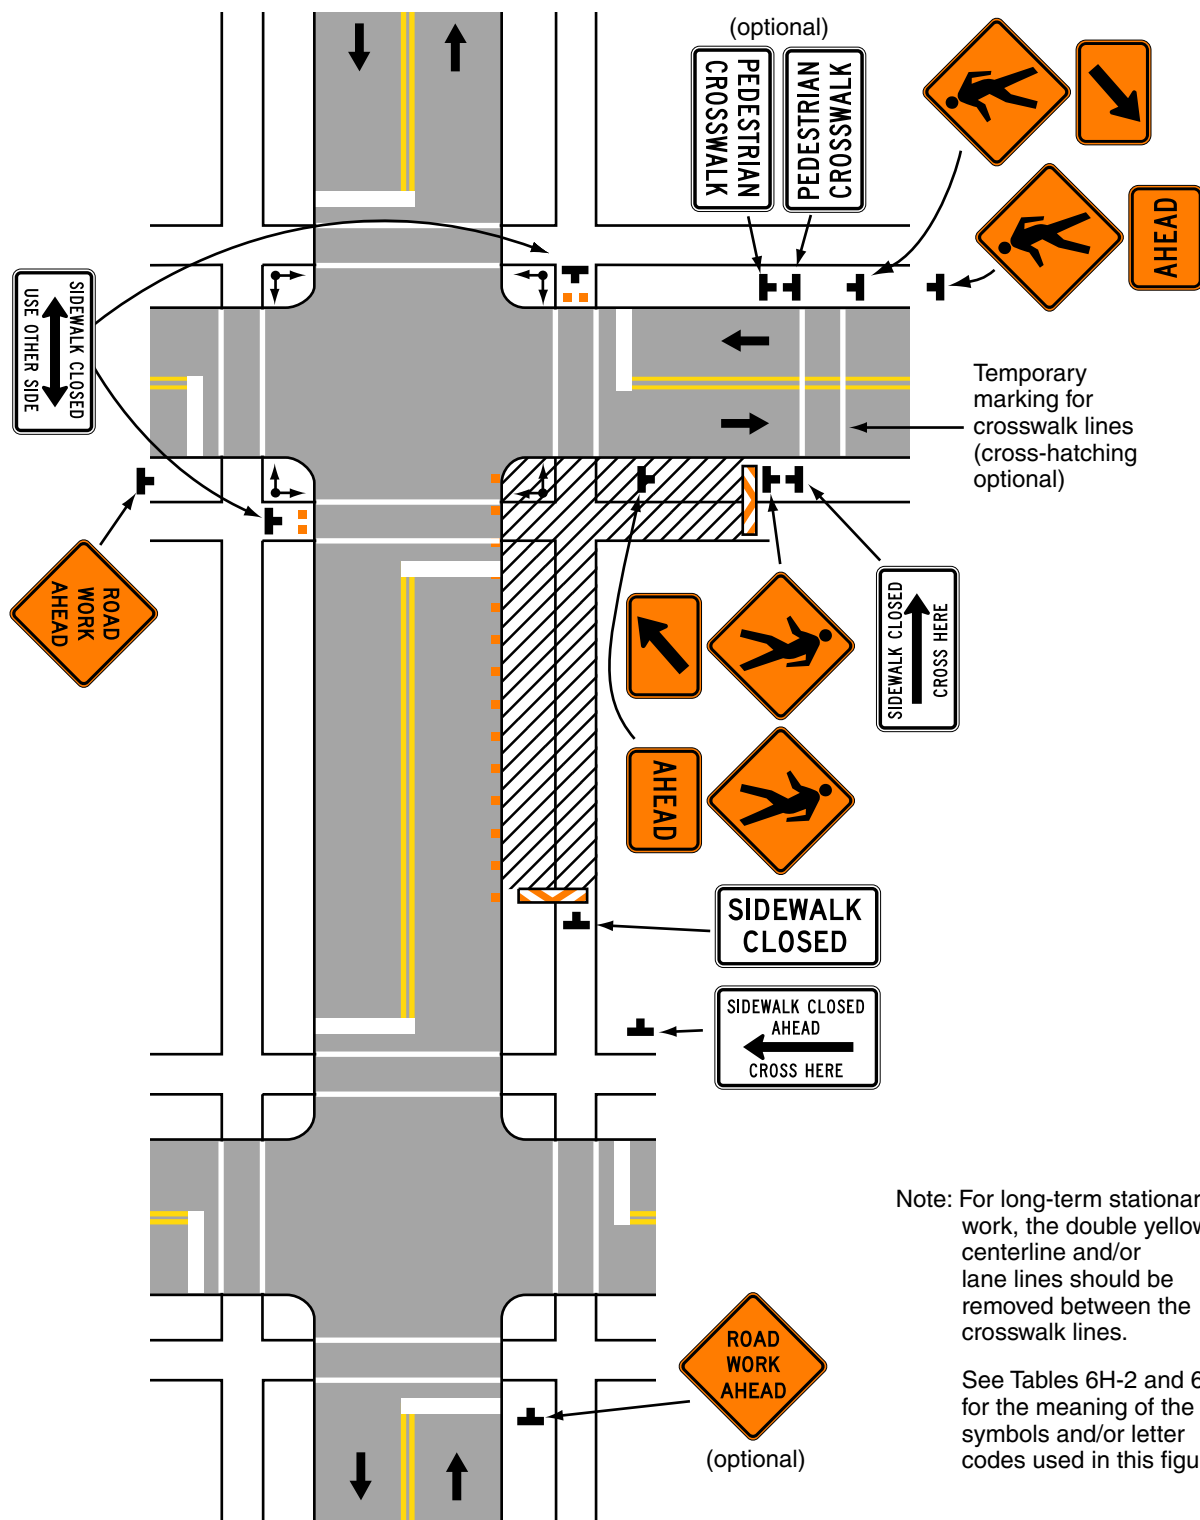 (optional)
PEDESTRIAN
CROSSWALK
PEDESTRIAN
CROSSWALK
AHEAD
SIDEWALK CLOSED
USE OTHER SIDE
Temporary
marking for
crosswalk lines
(cross-hatching
optional)
ROAD
WORK
AHEAD
SIDEWALK CLOSED
CROSS HERE
AHEAD
SIDEWALK
CLOSED
SIDEWALK CLOSED
AHEAD
CROSS HERE
Note: For long-term stationar
work, the double yellow
centerline and/or
lane lines should be
removed between the
crosswalk lines.
See Tables 6H-2 and 6
for the meaning of the
symbols and/or letter
codes used in this figu
ROAD
WORK
AHEAD
(optional)